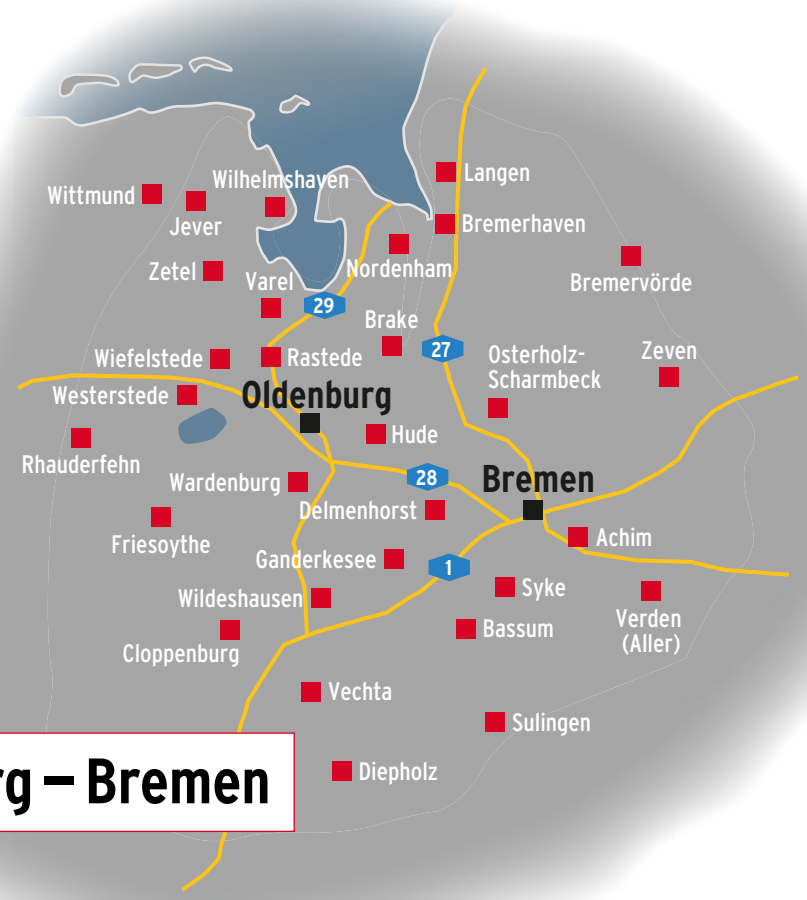 Langen
Wilhelmshaven
Wittmund
Jever
Bremerhaven
Zetel
Nordenham
Varel
Bremervörde
29
Brake
27
Osterholz-
Scharmbeck
Zeven
Wiefelstede
Rastede
Westerstede
Oldenburg
Hude
Rhauderfehn
Wardenburg
28
Bremen
Delmenhorst
Friesoythe
Achim
Ganderkesee
1
Syke
Wildeshausen
Verden
(Aller)
Bassum
Cloppenburg
Vechta
Sulingen
Diepholz
rg – Bremen